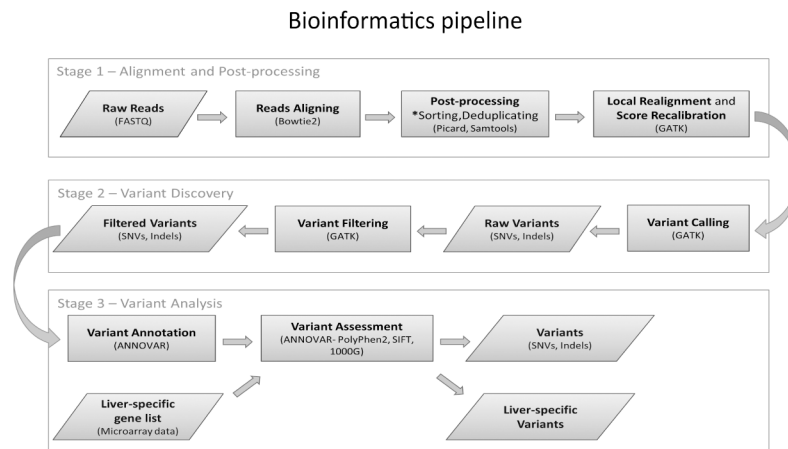 Bioinformatics pipeline
Stage 1 – Alignment and Post-processing
Raw Reads
(FASTQ)
Reads Aligning
(Bowtie2)
Post-processing
*Sorting,Deduplicating
(Picard, Samtools)
Local Realignment and
Score Recalibration
(GATK)
Stage 2 – Variant Discovery
Filtered Variants
(SNVs, Indels)
Variant Filtering
(GATK)
Raw Variants
(SNVs, Indels)
Variant Calling
(GATK)
Stage 3 – Variant Analysis
Variant Annotation
(ANNOVAR)
Variant Assessment
(ANNOVAR- PolyPhen2, SIFT,
1000G)
Variants
(SNVs, Indels)
Liver-specific
gene list
(Microarray data)
Liver-specific
Variants